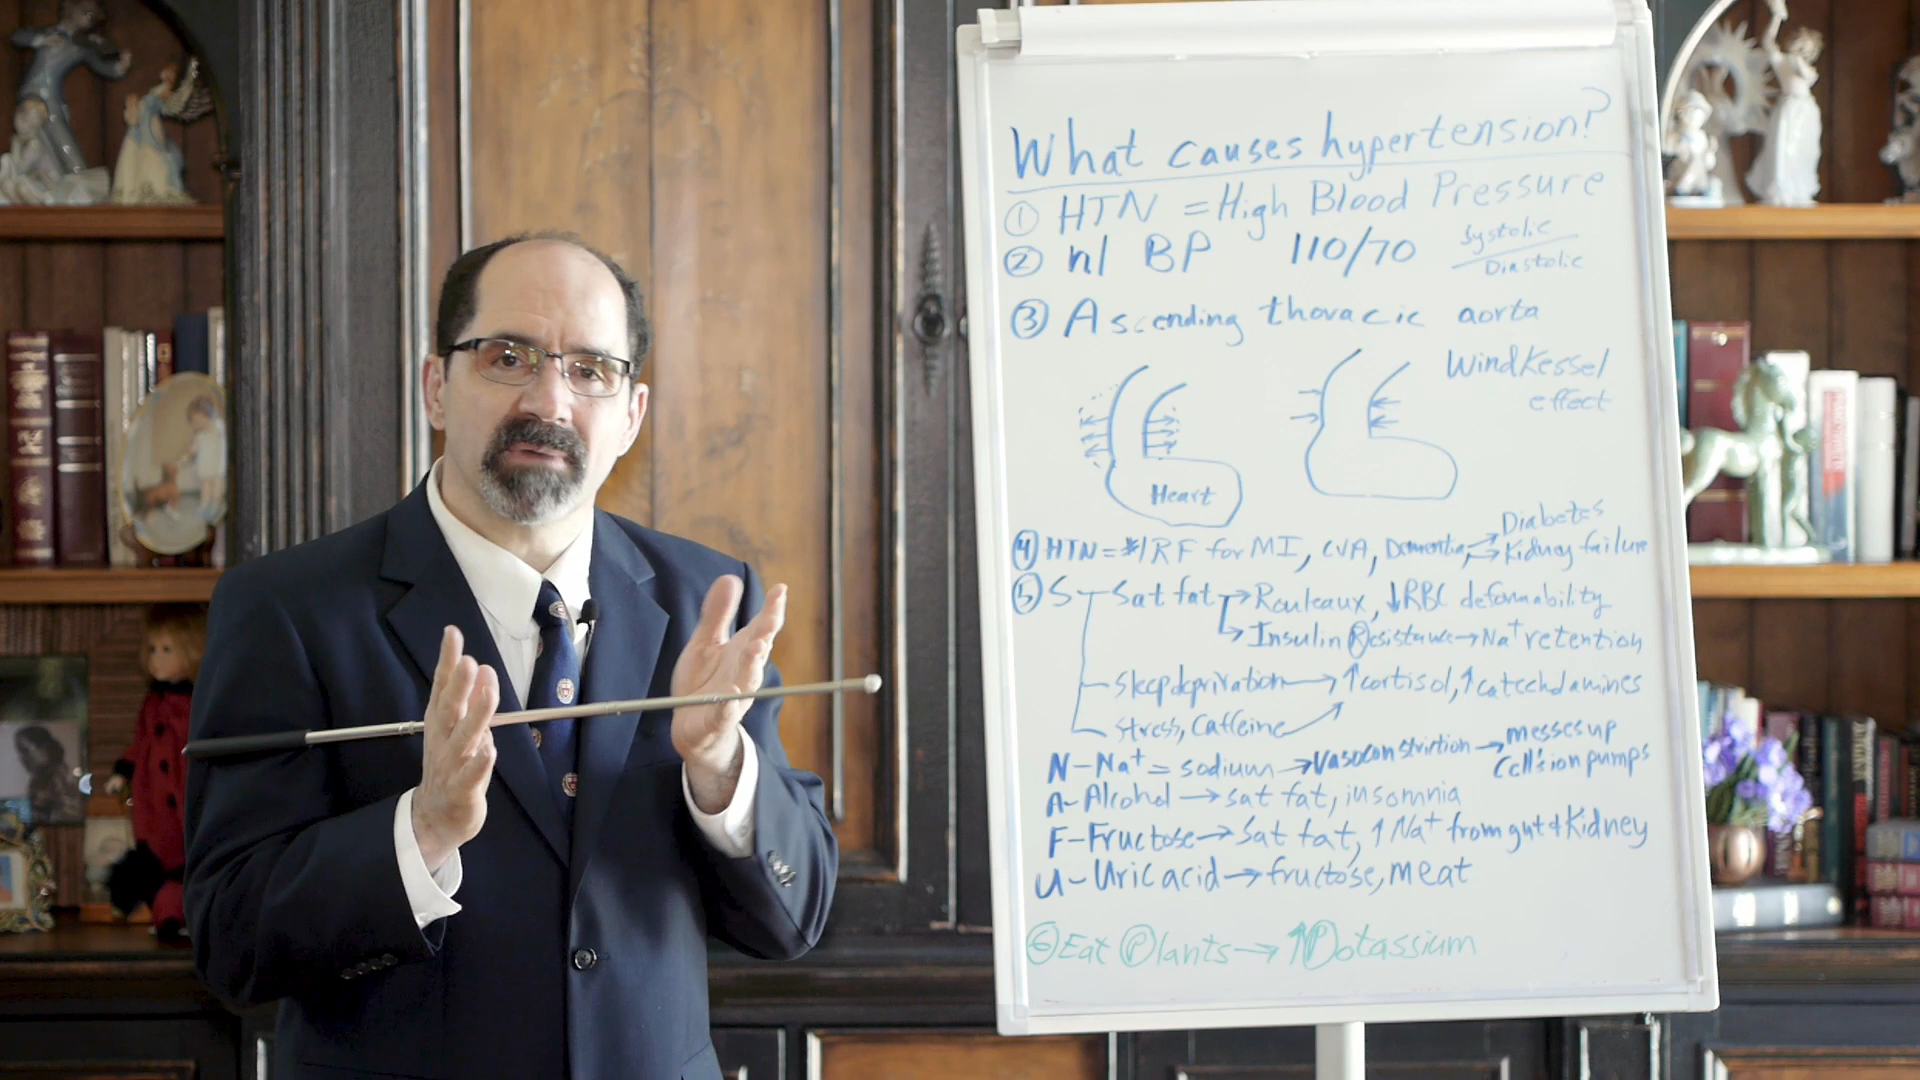 What causes hypertension?
① HTN = High Blood Pressure
② nl BP 110/70 Systolic
Diastolic
③ Ascending thoracic aorta
Windkessel
effect
Heart
④ HTN = #1 RF for MI, CVA, Dementia, → Diabetes
→ Kidney failure
⑤ S Sat fat → Rouleaux, ↓RBC deformability
→ Insulin Resistance → Na+ retention
Sleep deprivation → ↑cortisol, ↑catecholamines
Stress, Caffeine
N - Na+ = sodium → Vasoconstriction → messes up
Cell's ion pumps
A - Alcohol → sat fat, insomnia
F - Fructose → Sat fat, ↑Na+ from gut & Kidney
U - Uric acid → fructose, meat
⑥ Eat Plants → ↑Potassium